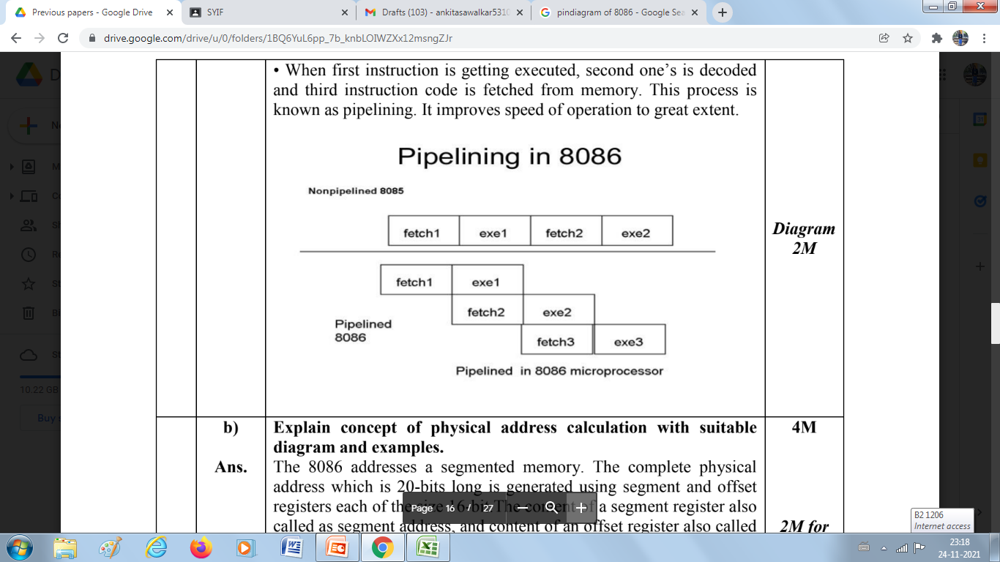 Previous papers - Google Drive
SYIF
Drafts (103) - ankitasawalkar531
pindiagram of 8086 - Google Sea
drive.google.com/drive/u/0/folders/1BQ6YuL6pp_7b_knbLOIWZXx12msngZJr
• When first instruction is getting executed, second one's is decoded
and third instruction code is fetched from memory. This process is
known as pipelining. It improves speed of operation to great extent.
Pipelining in 8086
Nonpipelined 8085
fetch1 exe1 fetch2 exe2
Diagram
2M
fetch1 exe1
fetch2 exe2
Pipelined
8086
fetch3 exe3
Pipelined in 8086 microprocessor
10.22 GB
Buy
b) Explain concept of physical address calculation with suitable 4M
diagram and examples.
Ans. The 8086 addresses a segmented memory. The complete physical
address which is 20-bits long is generated using segment and offset
registers each of the size 16-bit The content of a segment register also
called as segment address, and content of an offset register also called
2M for
Page 16 / 27
B2 1206
Internet access
23:18
24-11-2021